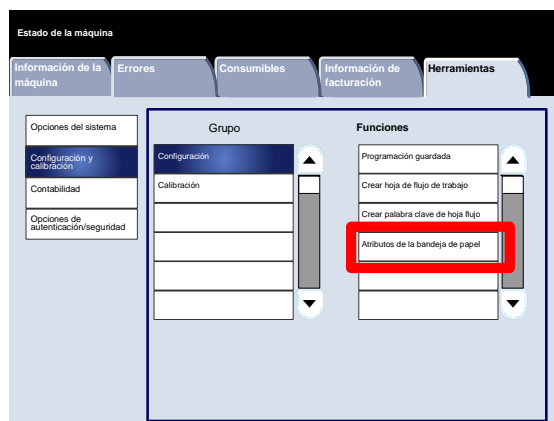 Estado de la máquina
Información de la
máquina
Errores
Consumibles
Información de
facturación
Herramientas
Opciones del sistema
Configuración y
calibración
Contabilidad
Opciones de
autenticación/seguridad
Grupo
Configuración
Calibración
Funciones
Programación guardada
Crear hoja de flujo de trabajo
Crear palabra clave de hoja flujo
Atributos de la bandeja de papel